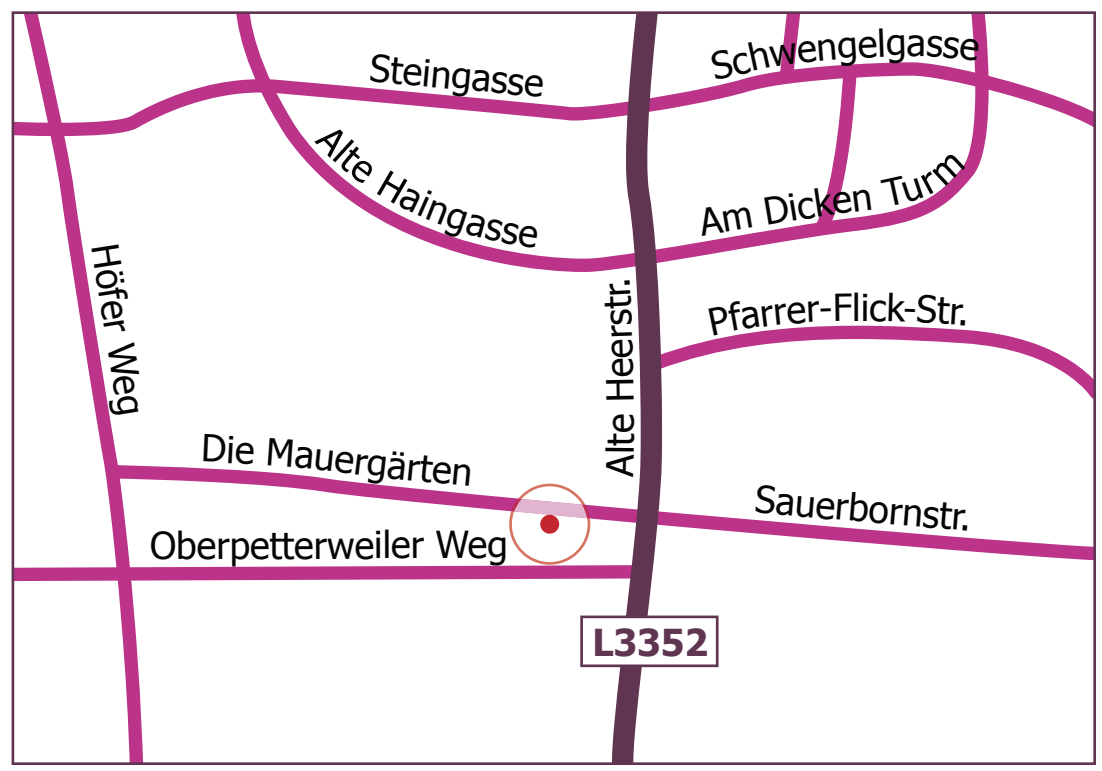 Schwengelgasse
Steingasse
Alte Haingasse
Am Dicken Turm
Höfer Weg
Alte Heerstr.
Pfarrer-Flick-Str.
Die Mauergärten
Sauerbornstr.
Oberpetterweiler Weg
L3352